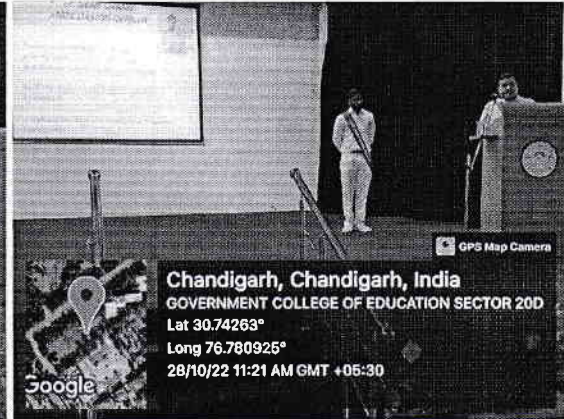 GPS Map Camera
Chandigarh, Chandigarh, India
GOVERNMENT COLLEGE OF EDUCATION SECTOR 20D
Lat 30.74263°
Long 76.780925°
28/10/22 11:21 AM GMT +05:30
Google